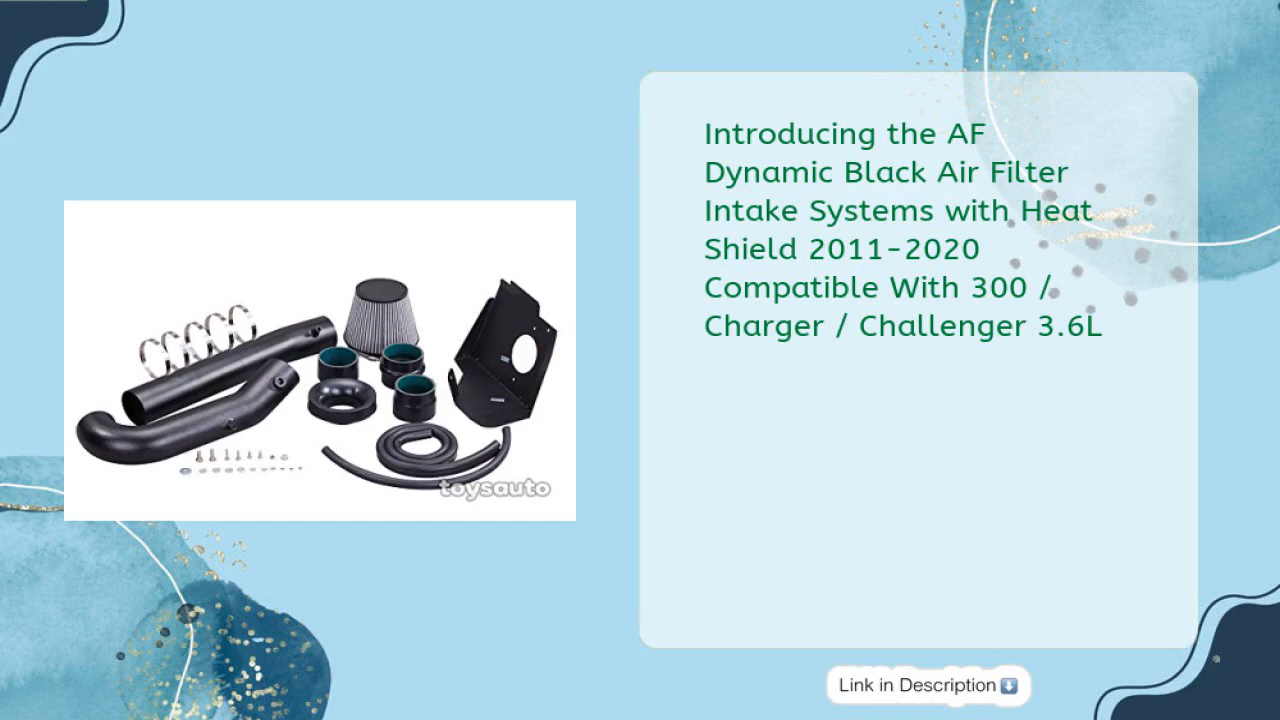 Introducing the AF
Dynamic Black Air Filter
Intake Systems with Heat
Shield 2011-2020
Compatible With 300 /
Charger / Challenger 3.6L
toysauto
Link in Description